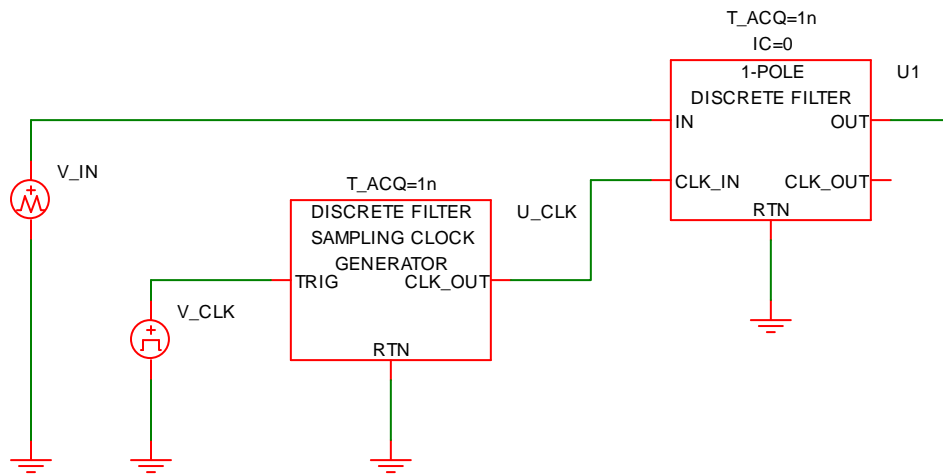 T_ACQ=1n
IC=0
1-POLE
DISCRETE FILTER
U1
IN
OUT
CLK_IN
CLK_OUT
RTN
V_IN
T_ACQ=1n
DISCRETE FILTER
SAMPLING CLOCK
GENERATOR
U_CLK
TRIG
CLK_OUT
RTN
V_CLK